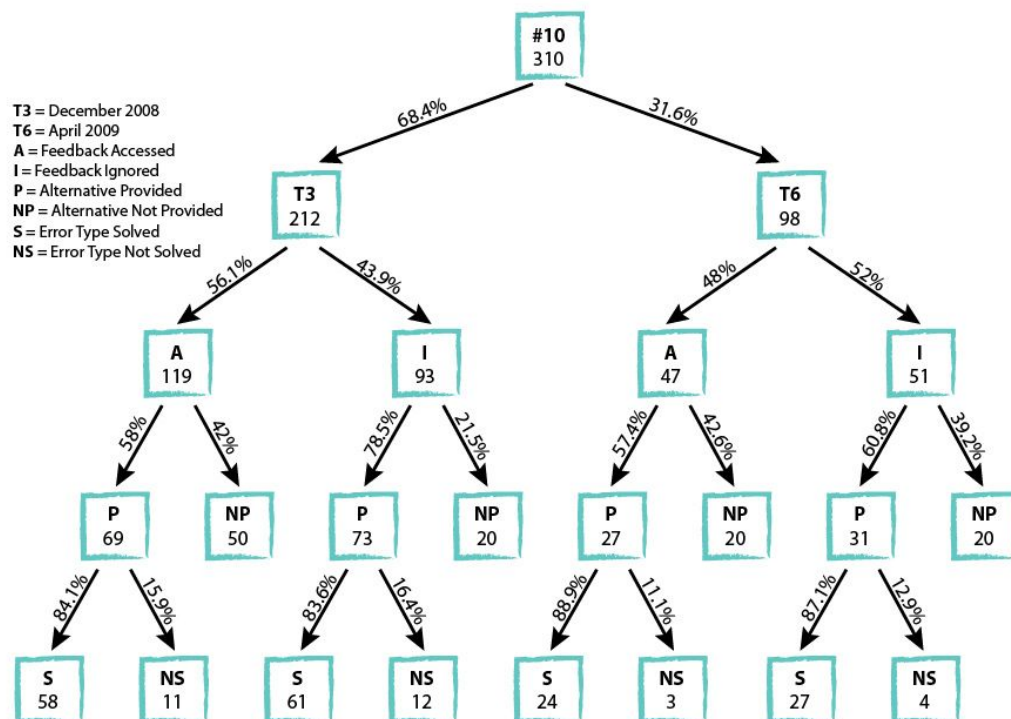 #10
310
T3 = December 2008
T6 = April 2009
A = Feedback Accessed
I = Feedback Ignored
P = Alternative Provided
NP = Alternative Not Provided
S = Error Type Solved
NS = Error Type Not Solved
68.4%
31.6%
T3
212
T6
98
56.1%
43.9%
48%
52%
A
119
I
93
A
47
I
51
58%
42%
78.5%
21.5%
57.4%
42.6%
60.8%
39.2%
P
69
NP
50
P
73
NP
20
P
27
NP
20
P
31
NP
20
84.1%
15.9%
83.6%
16.4%
88.9%
11.1%
87.1%
12.9%
S
58
NS
11
S
61
NS
12
S
24
NS
3
S
27
NS
4